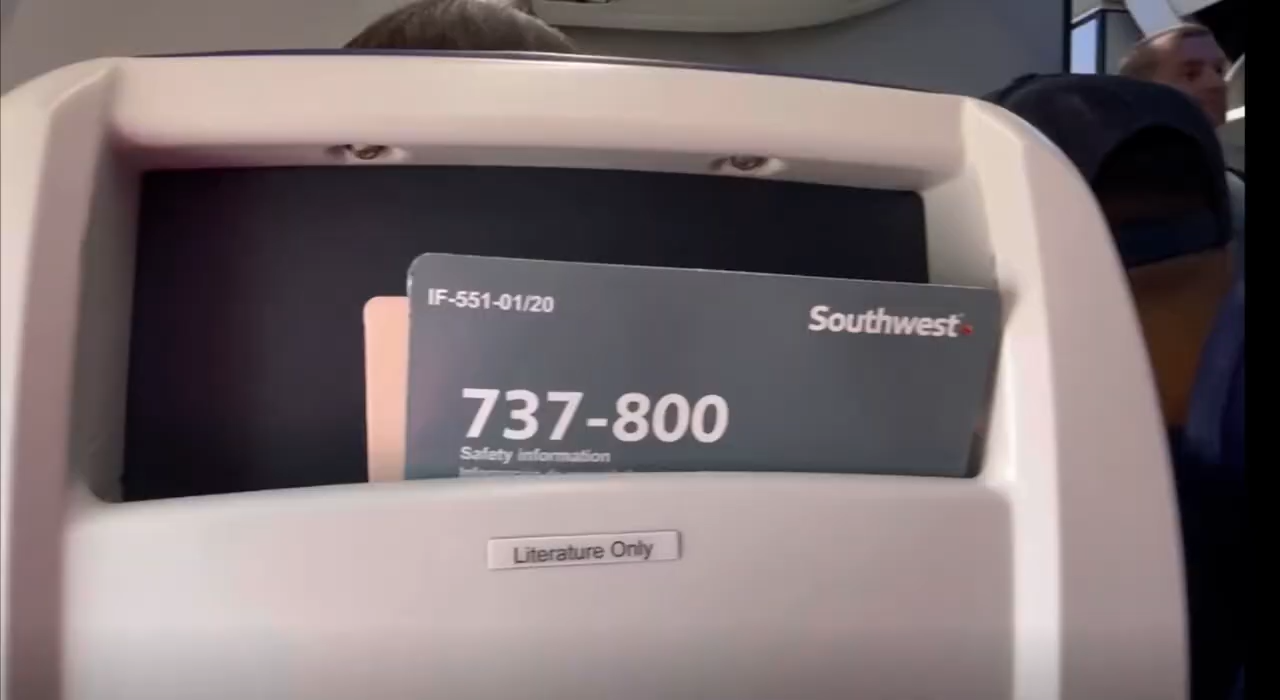 IF-551-01/20
Southwest
737-800
Safety information
Literature Only